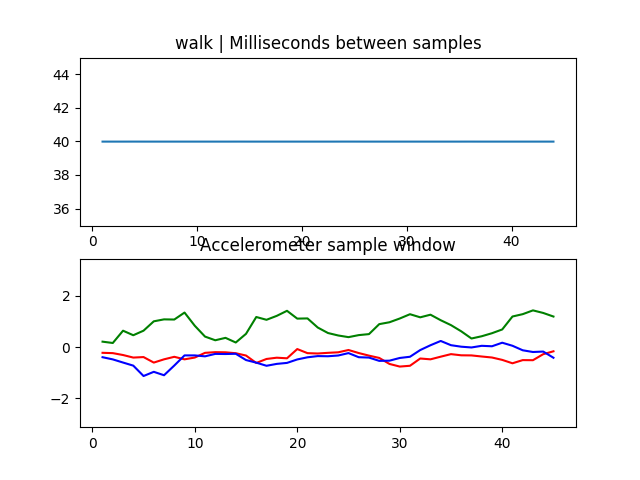 walk | Milliseconds between samples
44
42
40
38
36
0 10 20 30 40
Accelerometer sample window
2
0
−2
0 10 20 30 40